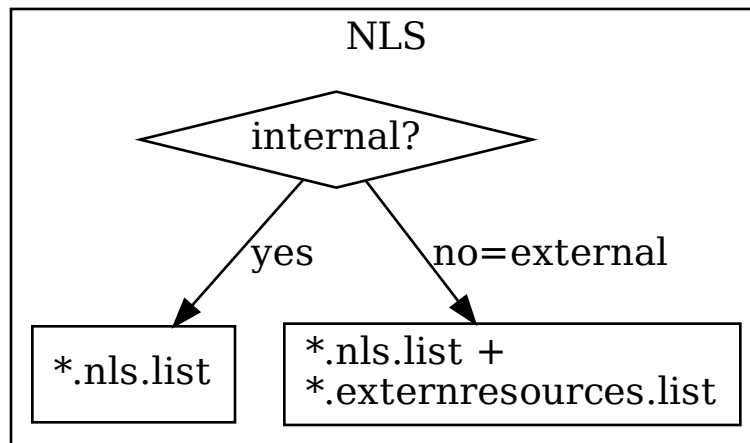 NLS
internal?
yes
no=external
*.nls.list
*.nls.list +
*.externresources.list